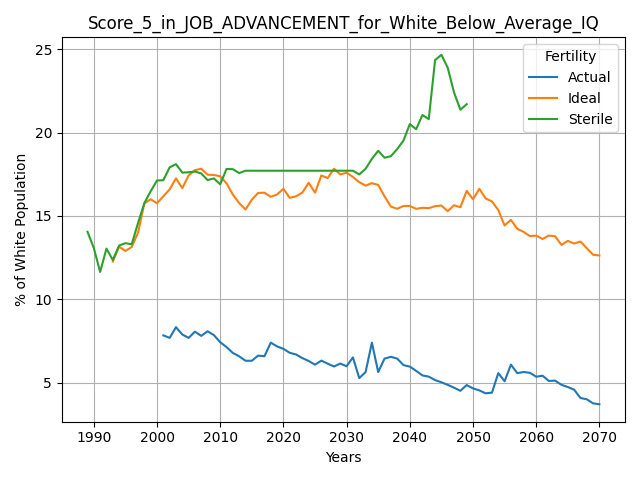 Score_5_in_JOB_ADVANCEMENT_for_White_Below_Average_IQ
Fertility
Actual
Ideal
Sterile
% of White Population
25
20
15
10
5
1990 2000 2010 2020 2030 2040 2050 2060 2070
Years